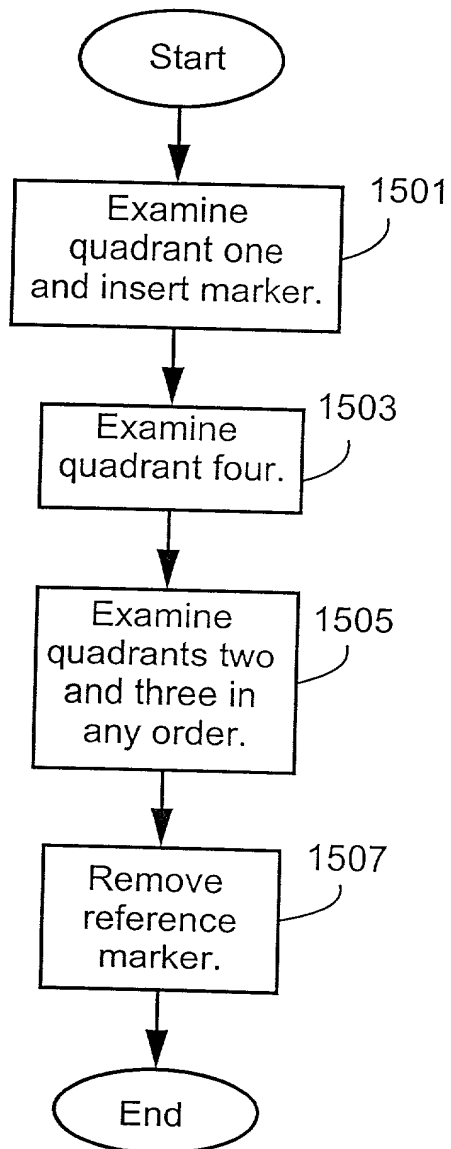 Start
1501
Examine
quadrant one
and insert marker.
1503
Examine
quadrant four.
1505
Examine
quadrants two
and three in
any order.
1507
Remove
reference
marker.
End